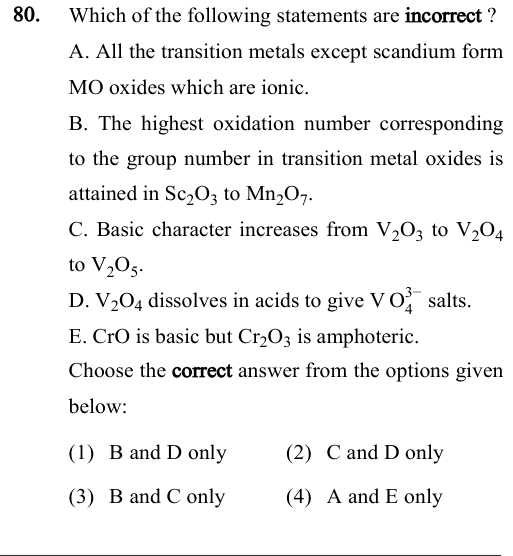 80. Which of the following statements are incorrect ?
A. All the transition metals except scandium form
MO oxides which are ionic.
B. The highest oxidation number corresponding
to the group number in transition metal oxides is
attained in Sc₂O₃ to Mn₂O₇.
C. Basic character increases from V₂O₃ to V₂O₄
to V₂O₅.
D. V₂O₄ dissolves in acids to give V O₄³⁻ salts.
E. CrO is basic but Cr₂O₃ is amphoteric.
Choose the correct answer from the options given
below:
(1) B and D only (2) C and D only
(3) B and C only (4) A and E only